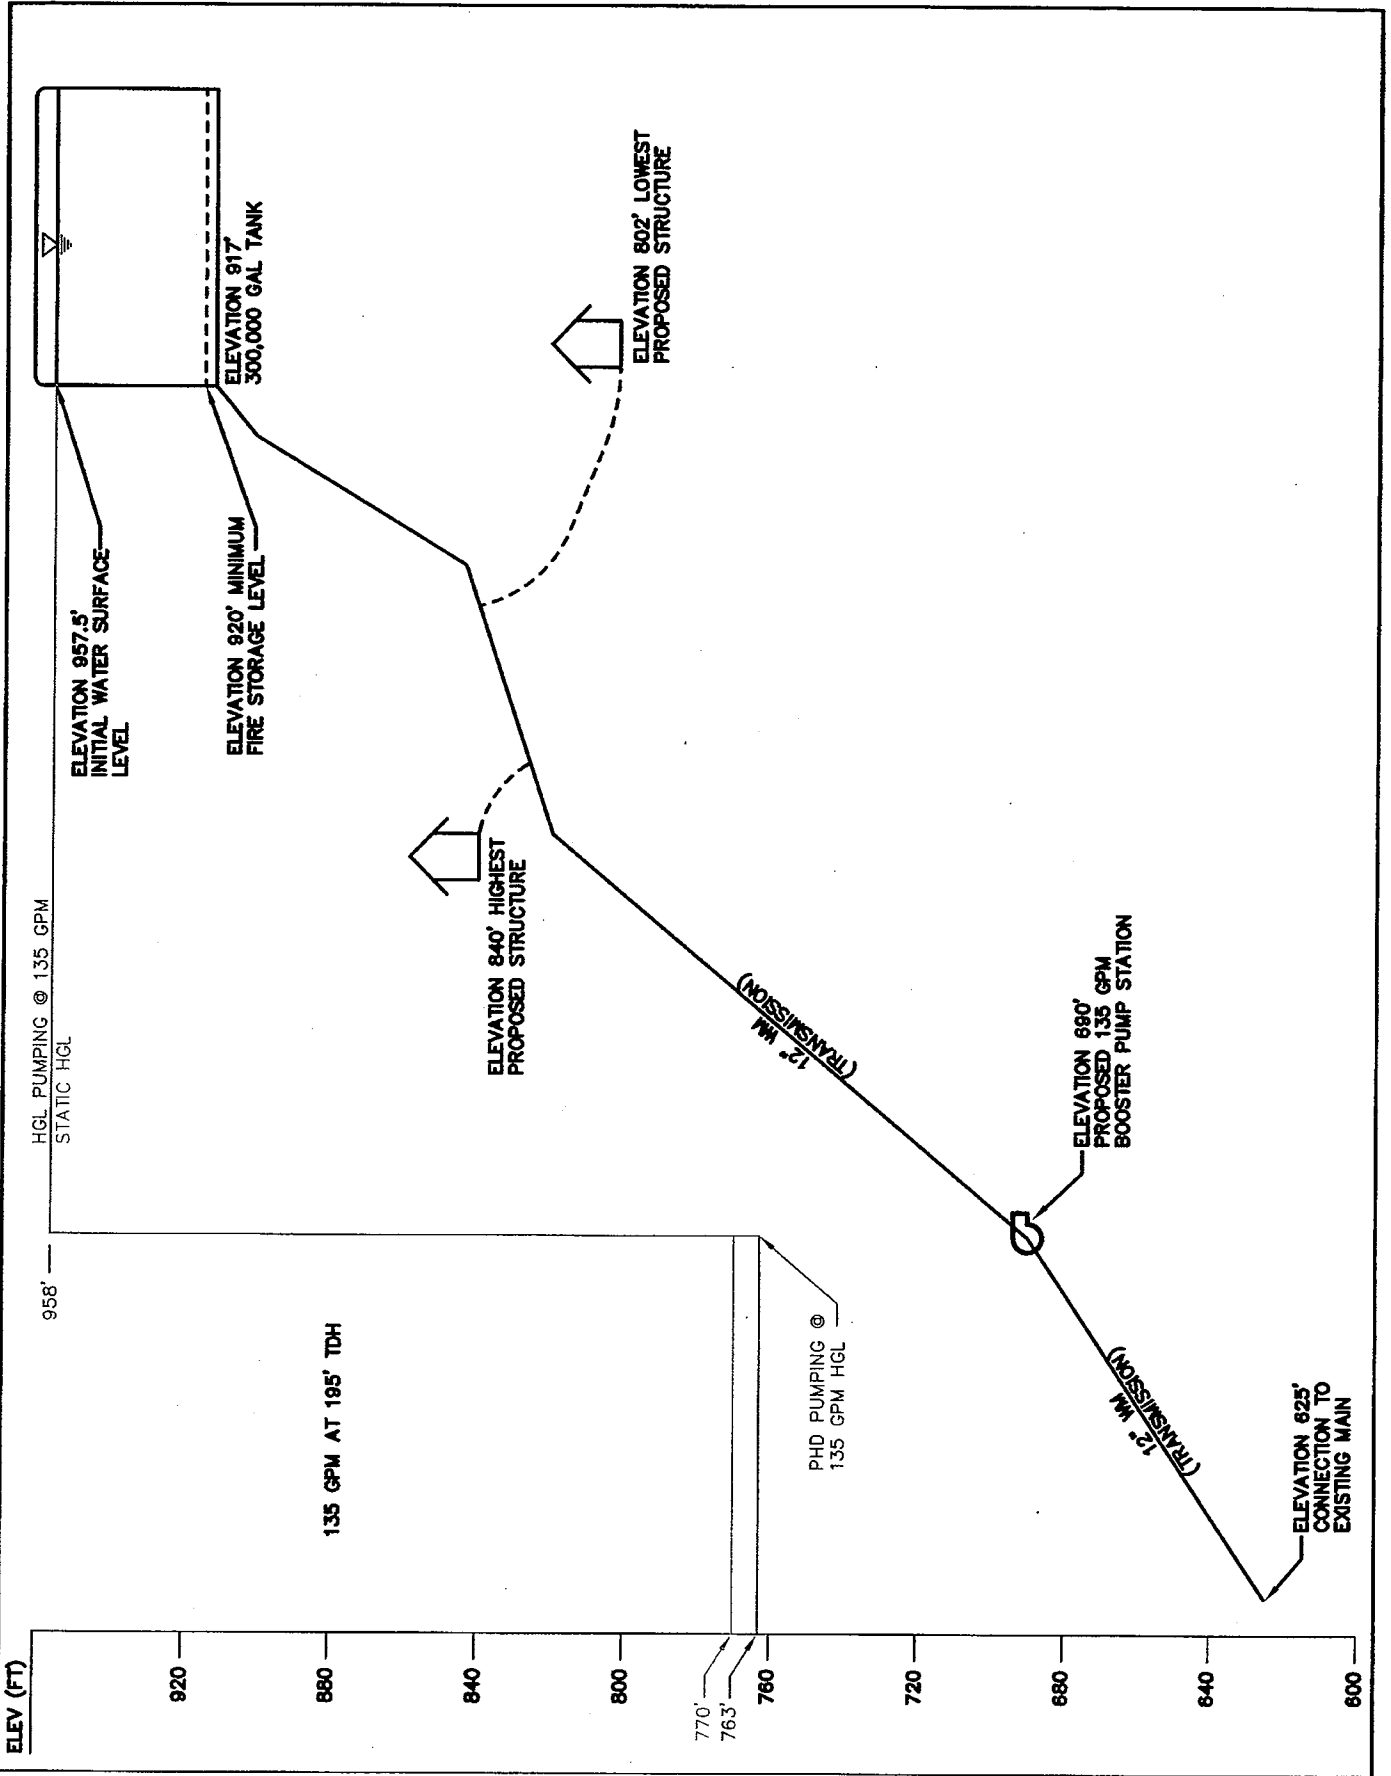 ELEV (FT)
920
880
840
800
770'
763'
760
720
680
640
600
958'
HGL PUMPING @ 135 GPM
STATIC HGL
135 GPM AT 195' TDH
PHD PUMPING @
135 GPM HGL
ELEVATION 957.5'
INITIAL WATER SURFACE
LEVEL
ELEVATION 920' MINIMUM
FIRE STORAGE LEVEL
ELEVATION 917'
300,000 GAL TANK
ELEVATION 840' HIGHEST
PROPOSED STRUCTURE
ELEVATION 802' LOWEST
PROPOSED STRUCTURE
12" WM
(TRANSMISSION)
ELEVATION 690'
PROPOSED 135 GPM
BOOSTER PUMP STATION
12" WM
(TRANSMISSION)
ELEVATION 625'
CONNECTION TO
EXISTING MAIN